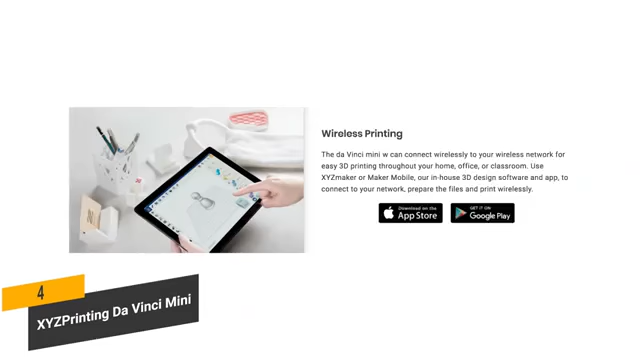 Wireless Printing
The da Vinci mini w can connect wirelessly to your wireless network for
easy 3D printing throughout your home, office, or classroom. Use
XYZmaker or Maker Mobile, our in-house 3D design software and app, to
connect to your network, prepare the files and print wirelessly.
Download on the
App Store
GET IT ON
Google Play
4
XYZPrinting Da Vinci Mini